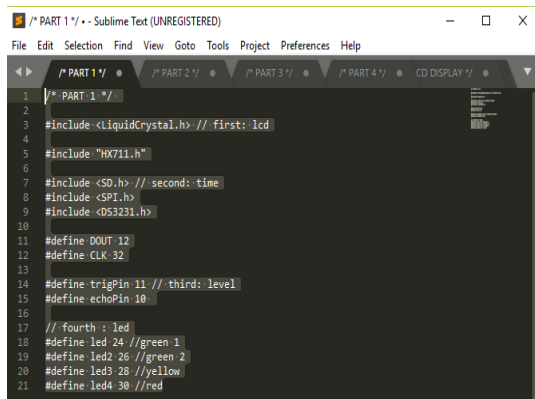 /* PART 1 */ • - Sublime Text (UNREGISTERED)
File Edit Selection Find View Goto Tools Project Preferences Help
/* PART 1 */ /* PART 2 */ /* PART 3 */ /* PART 4 */ CD DISPLAY */
1 /* PART 1 */
2
3 #include <LiquidCrystal.h> // first: lcd
4
5 #include "HX711.h"
6
7 #include <SD.h> // second: time
8 #include <SPI.h>
9 #include <DS3231.h>
10
11 #define DOUT 12
12 #define CLK 32
13
14 #define trigPin 11 // third: level
15 #define echoPin 10
16
17 // fourth : led
18 #define led 24 //green 1
19 #define led2 26 //green 2
20 #define led3 28 //yellow
21 #define led4 30 //red